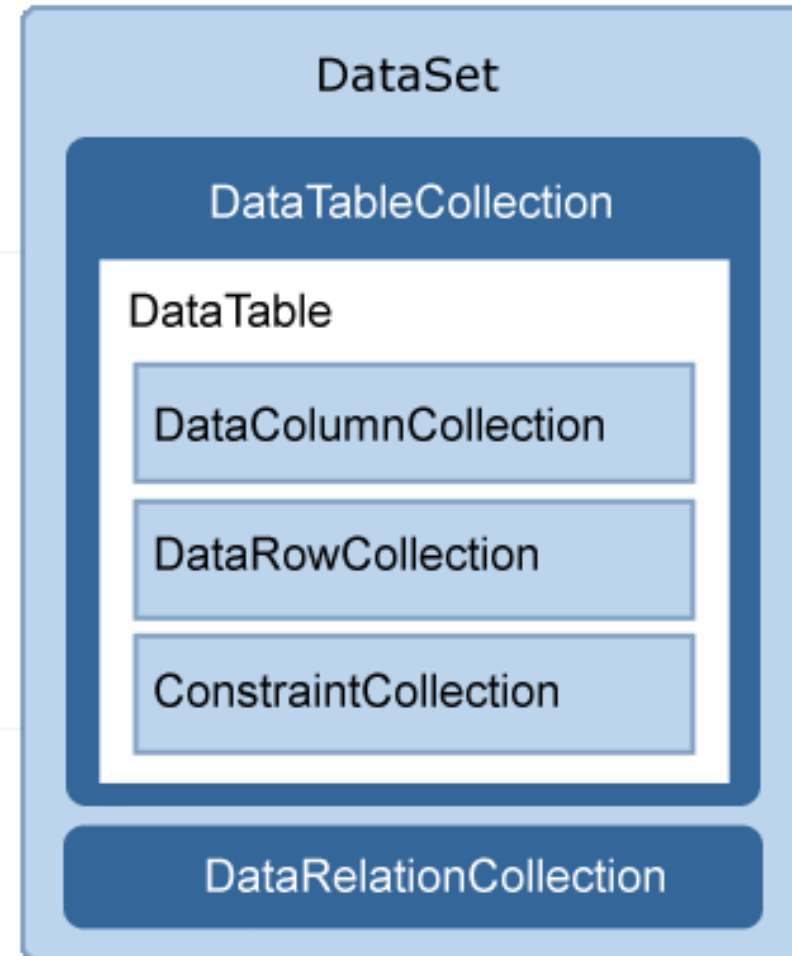 DataSet
DataTableCollection
DataTable
DataColumnCollection
DataRowCollection
ConstraintCollection
DataRelationCollection